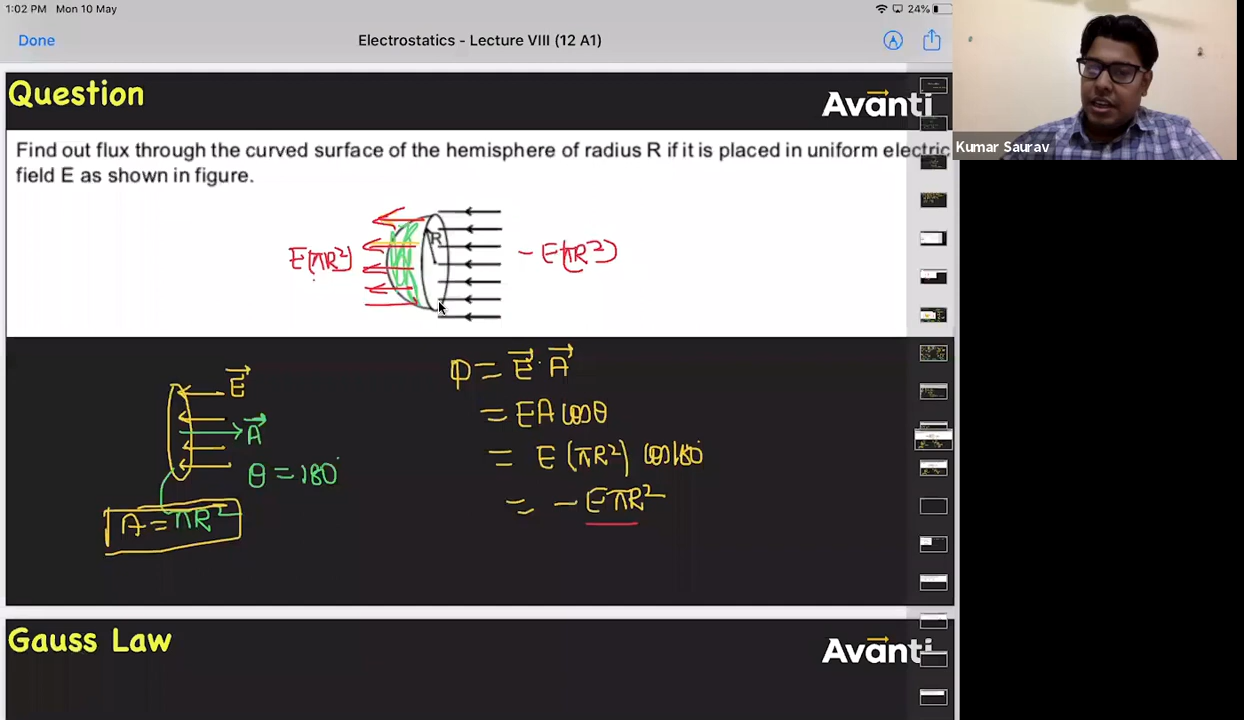 1:02 PM Mon 10 May
24%
Done
Electrostatics - Lecture VIII (12 A1)
Question
Avanti
Find out flux through the curved surface of the hemisphere of radius R if it is placed in uniform electric
field E as shown in figure.
Kumar Saurav
R
E(πR²)
- E(πR²)
E⃗
A⃗
θ = 180°
A = πR²
Φ = E⃗ · A⃗
= EA cosθ
= E (πR²) cos180
= - EπR²
Gauss Law
Avanti